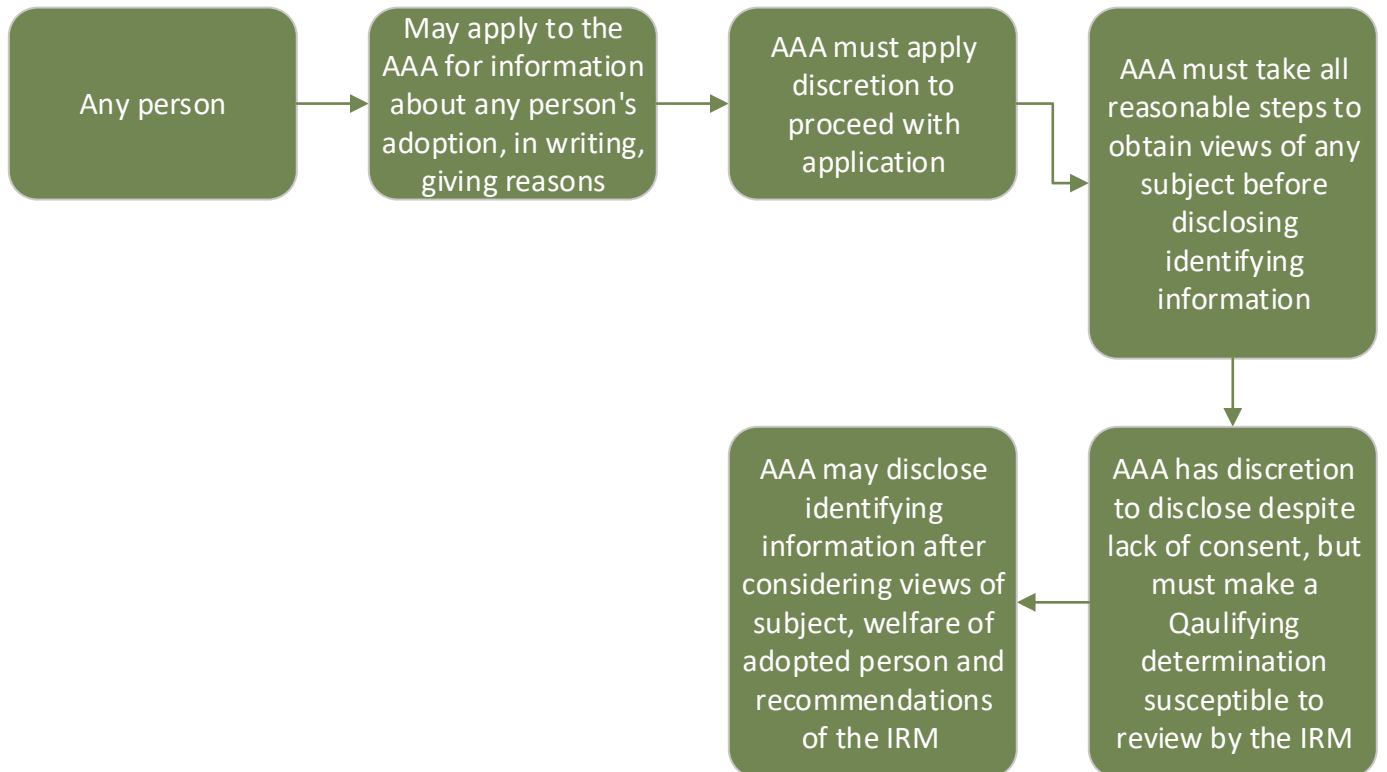 Any person
May apply to the
AAA for information
about any person's
adoption, in writing,
giving reasons
AAA must apply
discretion to
proceed with
application
AAA must take all
reasonable steps to
obtain views of any
subject before
disclosing
identifying
information
AAA has discretion
to disclose despite
lack of consent, but
must make a
Qaulifying
determination
susceptible to
review by the IRM
AAA may disclose
identifying
information after
considering views of
subject, welfare of
adopted person and
recommendations
of the IRM